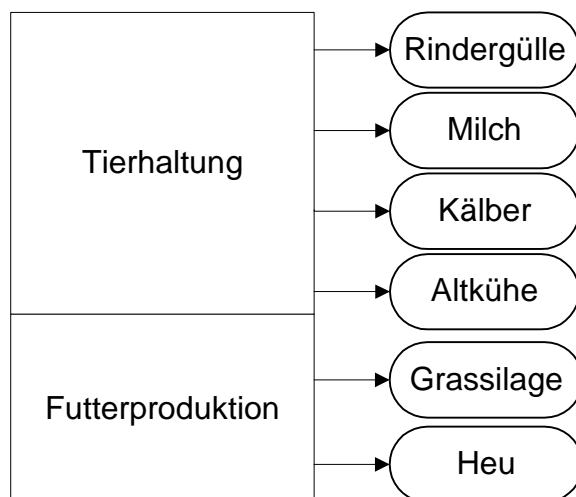 Rindergülle
Milch
Tierhaltung
Kälber
Altkühe
Grassilage
Futterproduktion
Heu